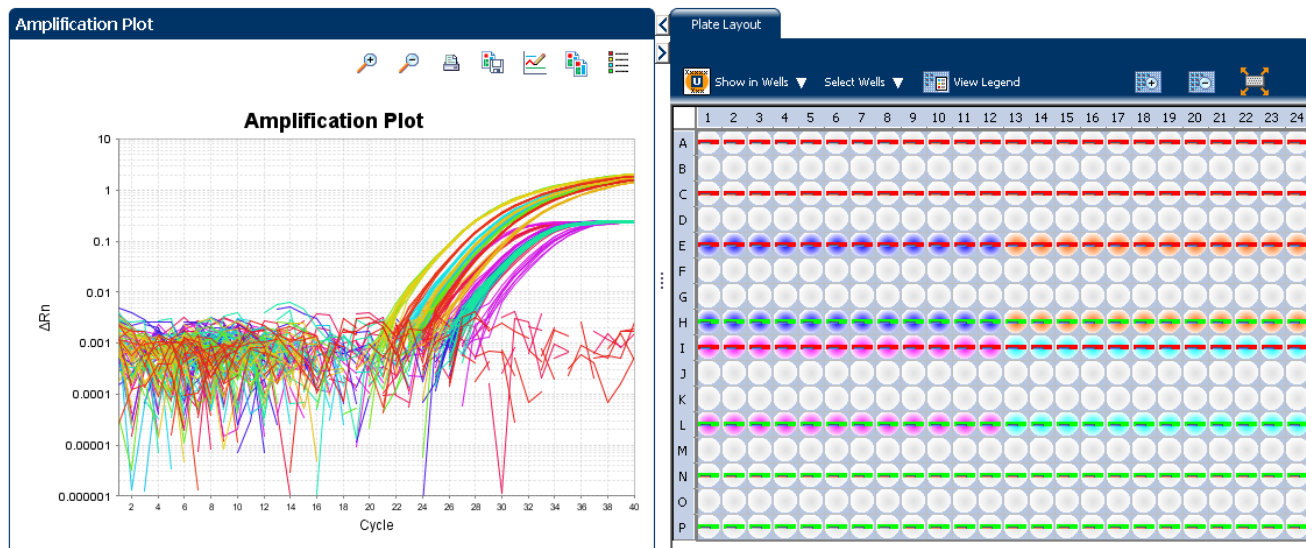 Amplification Plot
Amplification Plot
10
1
0.1
0.01
0.001
0.0001
0.00001
0.000001
ΔRn
2 4 6 8 10 12 14 16 18 20 22 24 26 28 30 32 34 36 38 40
Cycle
Plate Layout
Show in Wells ▼ Select Wells ▼ View Legend
1 2 3 4 5 6 7 8 9 10 11 12 13 14 15 16 17 18 19 20 21 22 23 24
A
B
C
D
E
F
G
H
I
J
K
L
M
N
O
P